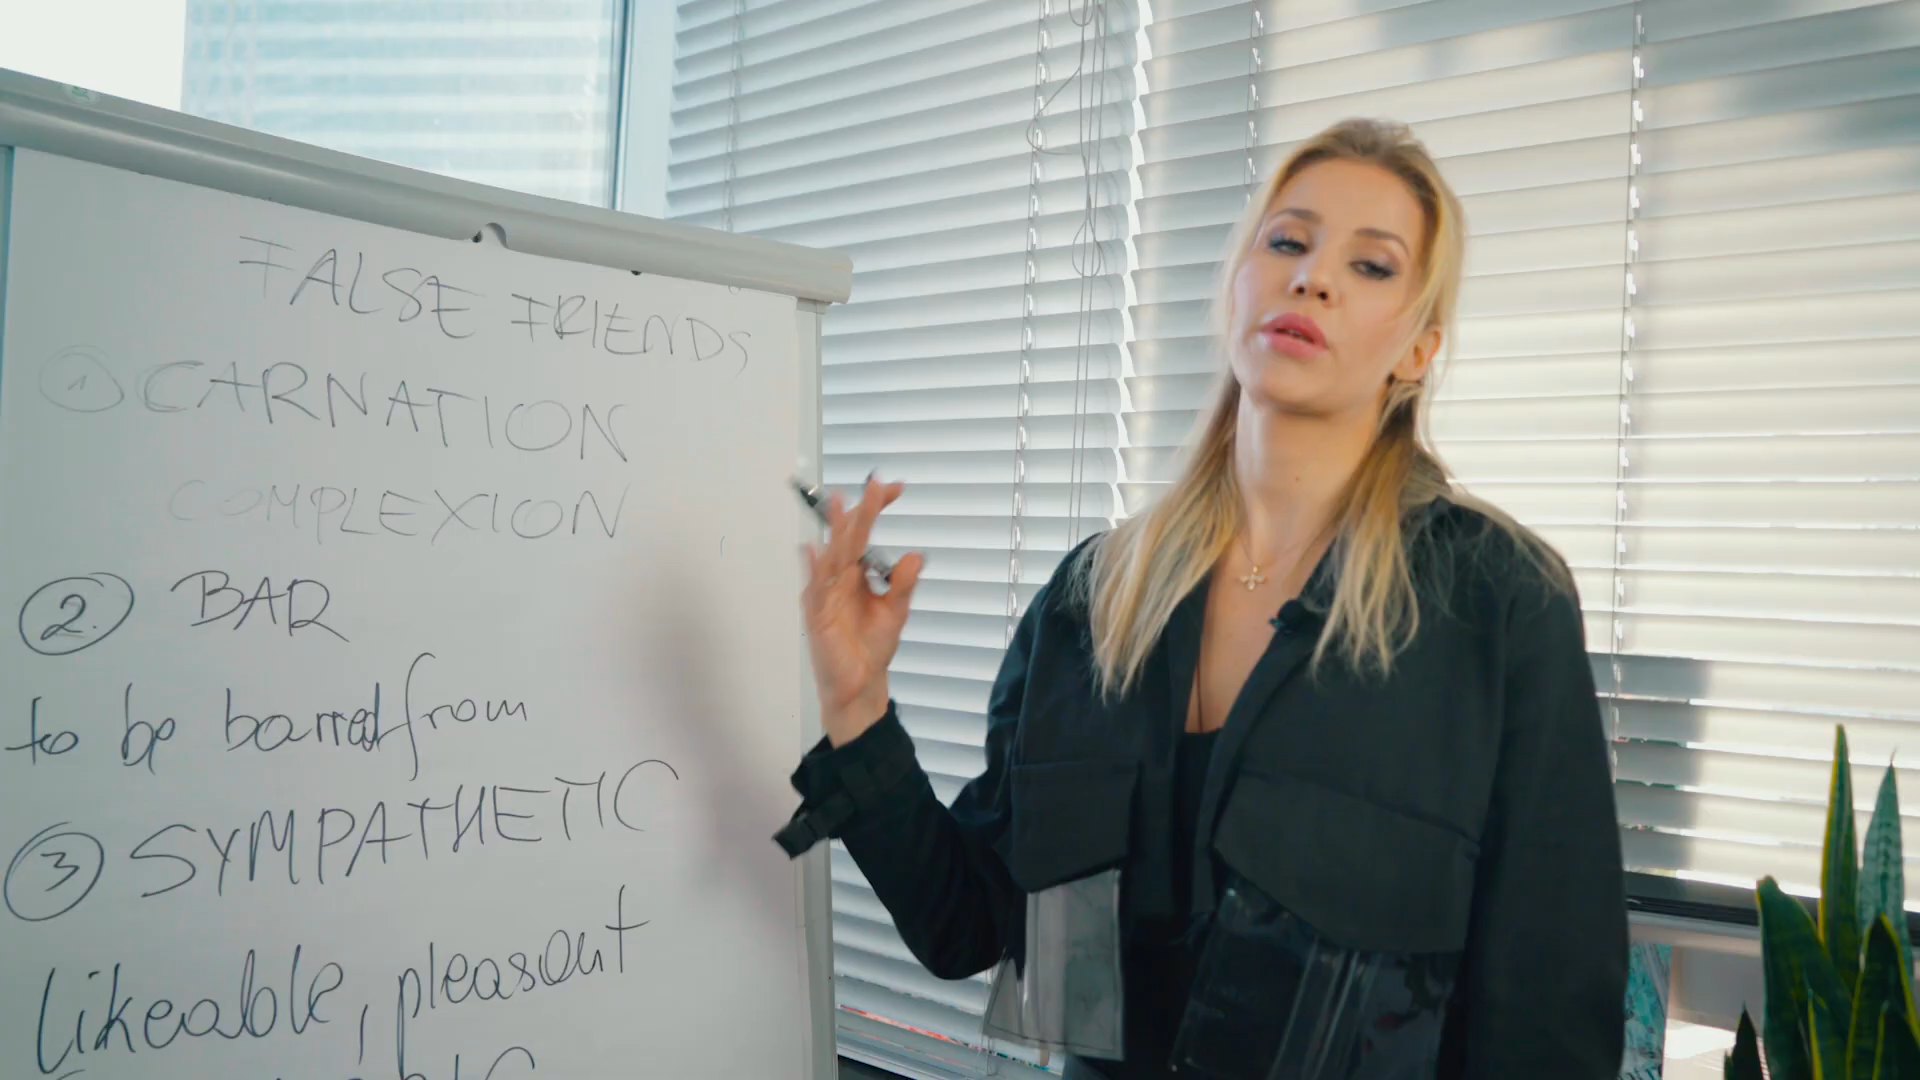 FALSE FRIENDS
1 CARNATION
COMPLEXION
2. BAR
to be barred from
3 SYMPATHETIC
likeable, pleasant